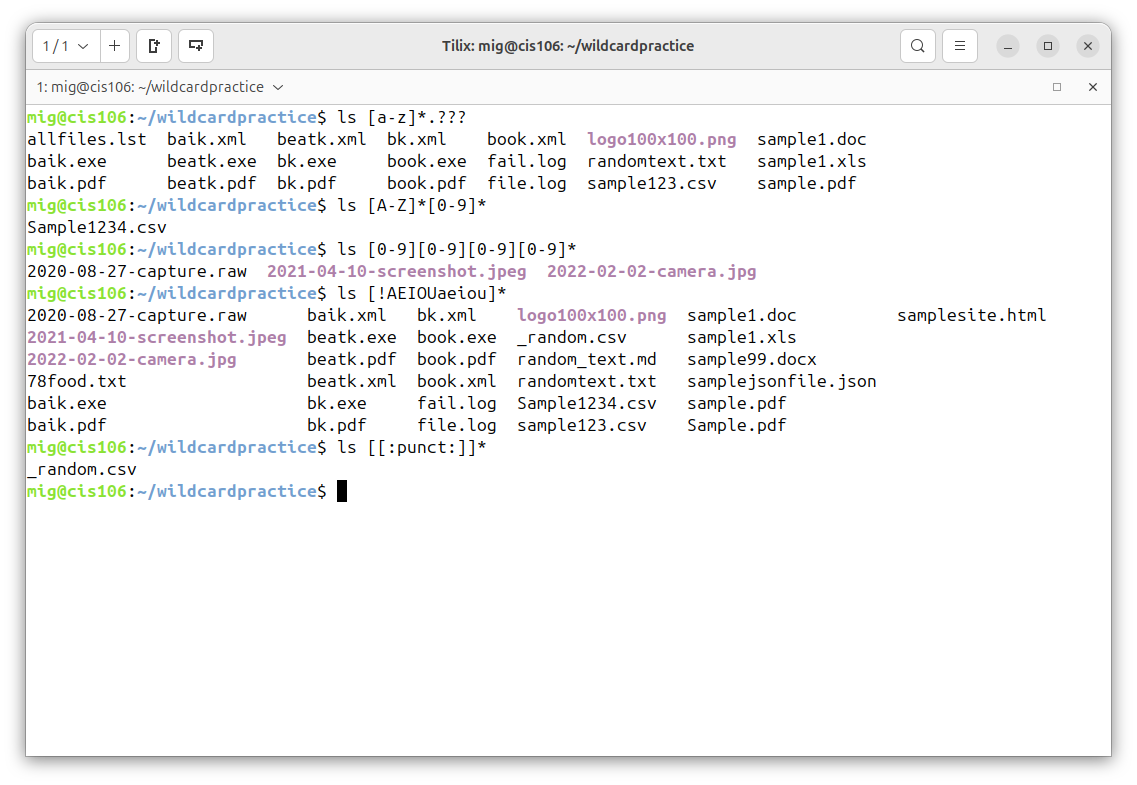 1 / 1
Tilix: mig@cis106: ~/wildcardpractice
1: mig@cis106: ~/wildcardpractice
mig@cis106:~/wildcardpractice$ ls [a-z]*.???
allfiles.lst  baik.xml   beatk.xml  bk.xml    book.xml  logo100x100.png  sample1.doc
baik.exe      beatk.exe  bk.exe     book.exe  fail.log  randomtext.txt   sample1.xls
baik.pdf      beatk.pdf  bk.pdf     book.pdf  file.log  sample123.csv    sample.pdf
mig@cis106:~/wildcardpractice$ ls [A-Z]*[0-9]*
Sample1234.csv
mig@cis106:~/wildcardpractice$ ls [0-9][0-9][0-9][0-9]*
2020-08-27-capture.raw  2021-04-10-screenshot.jpeg  2022-02-02-camera.jpg
mig@cis106:~/wildcardpractice$ ls [!AEIOUaeiou]*
2020-08-27-capture.raw      baik.xml   bk.xml    logo100x100.png  sample1.doc          samplesite.html
2021-04-10-screenshot.jpeg  beatk.exe  book.exe  _random.csv      sample1.xls
2022-02-02-camera.jpg       beatk.pdf  book.pdf  random_text.md   sample99.docx
78food.txt                  beatk.xml  book.xml  randomtext.txt   samplejsonfile.json
baik.exe                    bk.exe     fail.log  Sample1234.csv   sample.pdf
baik.pdf                    bk.pdf     file.log  sample123.csv    Sample.pdf
mig@cis106:~/wildcardpractice$ ls [[:punct:]]*
_random.csv
mig@cis106:~/wildcardpractice$